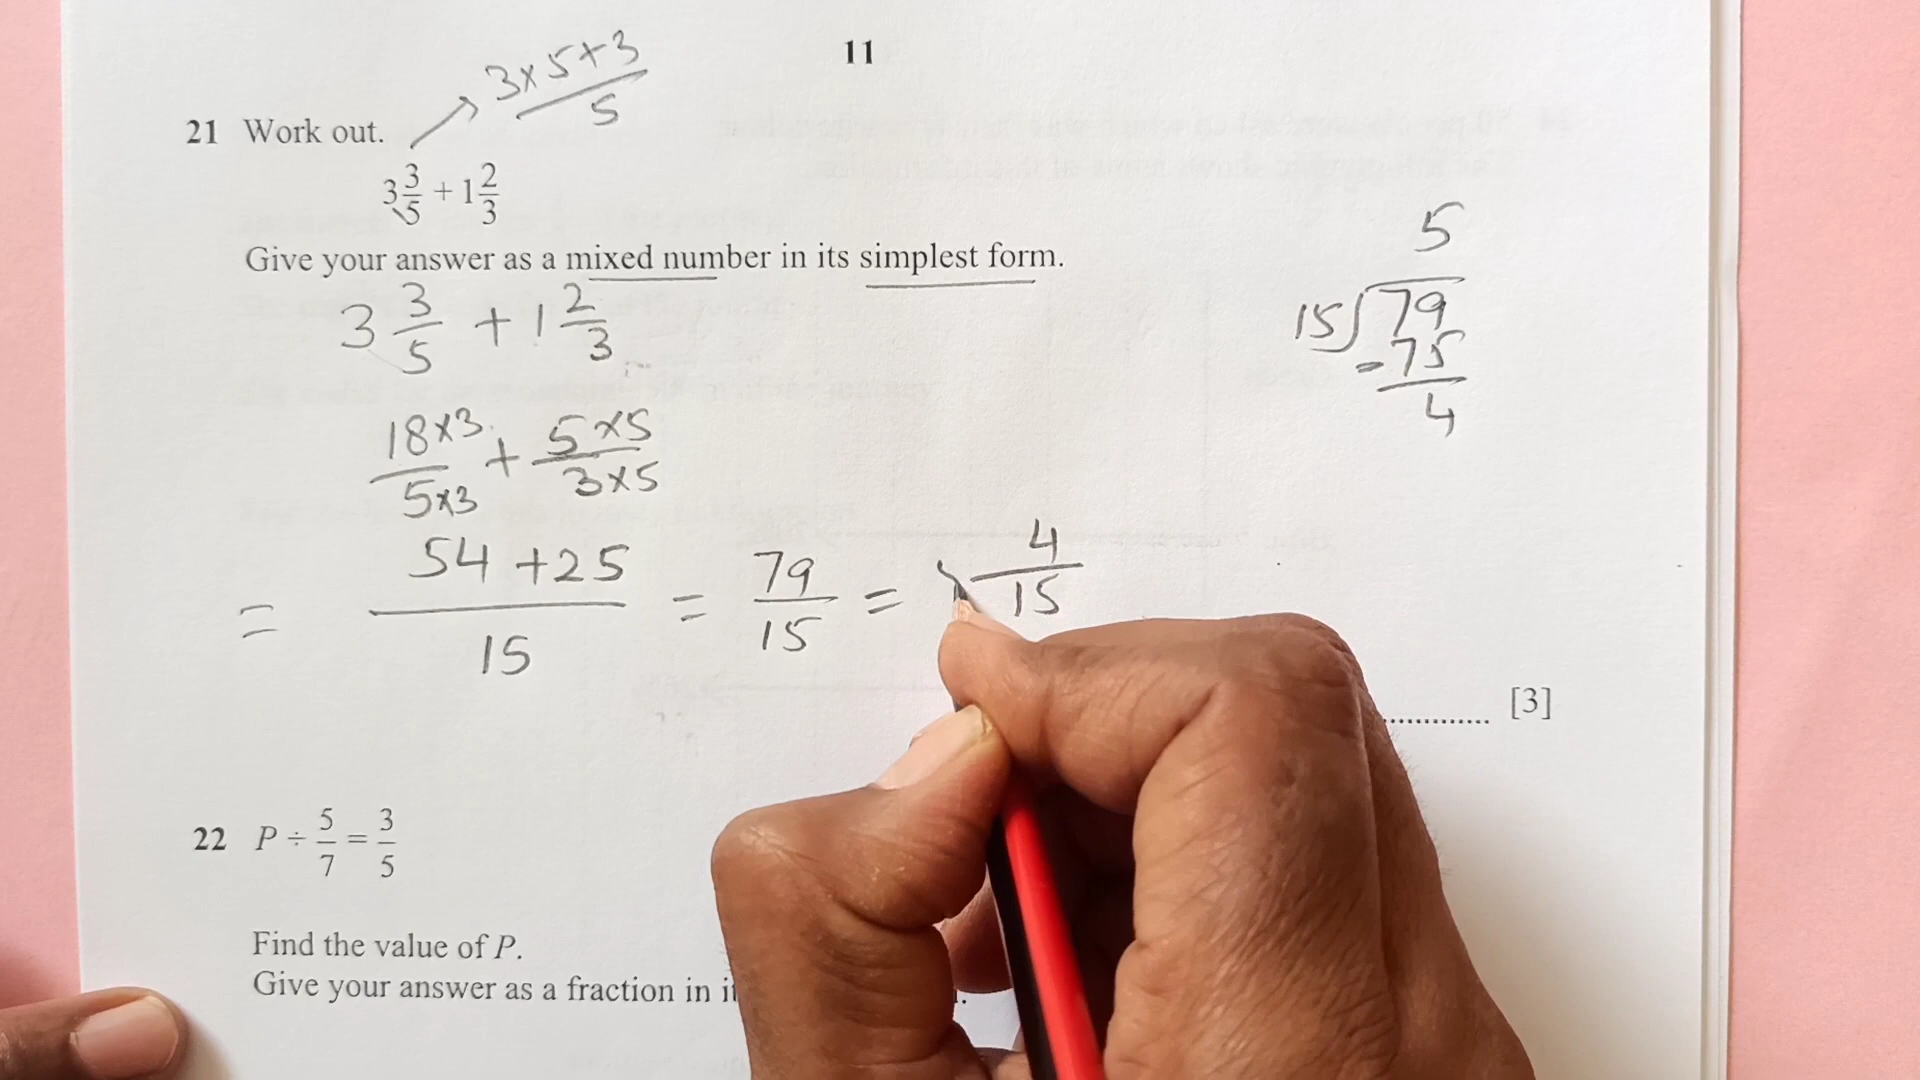 11
3×5+3
5
21 Work out.
3 3/5 + 1 2/3
Give your answer as a mixed number in its simplest form.
3 3/5 + 1 2/3
18×3/5×3 + 5×5/3×5
= 54+25/15 = 79/15 = 4/15
5
15)79
-75
4
[3]
22 P ÷ 5/7 = 3/5
Find the value of P.
Give your answer as a fraction in